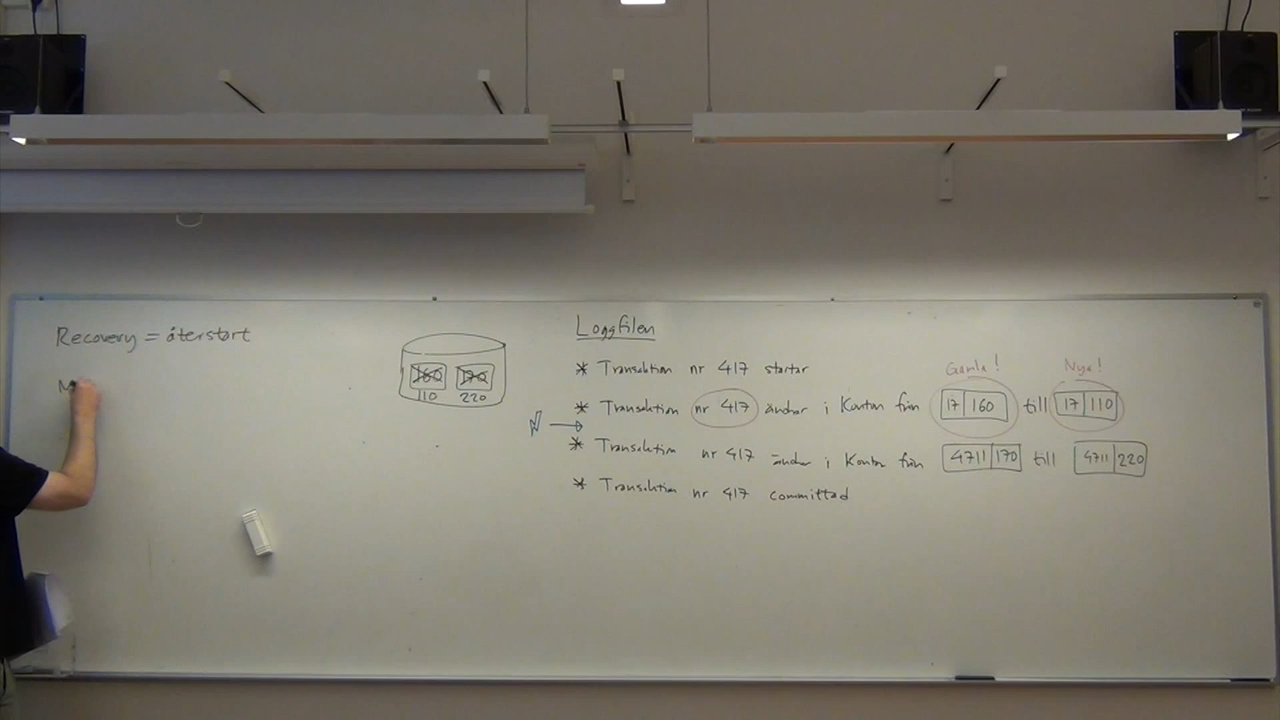 Recovery = återstart
M
160 170
110 220
Loggfilen
* Transaktion nr 417 startar
Gamla! Nya!
* Transaktion nr 417 ändrar i Konton från 17 160 till 17 110
* Transaktion nr 417 ändrar i Konton från 4711 170 till 4711 220
* Transaktion nr 417 committad